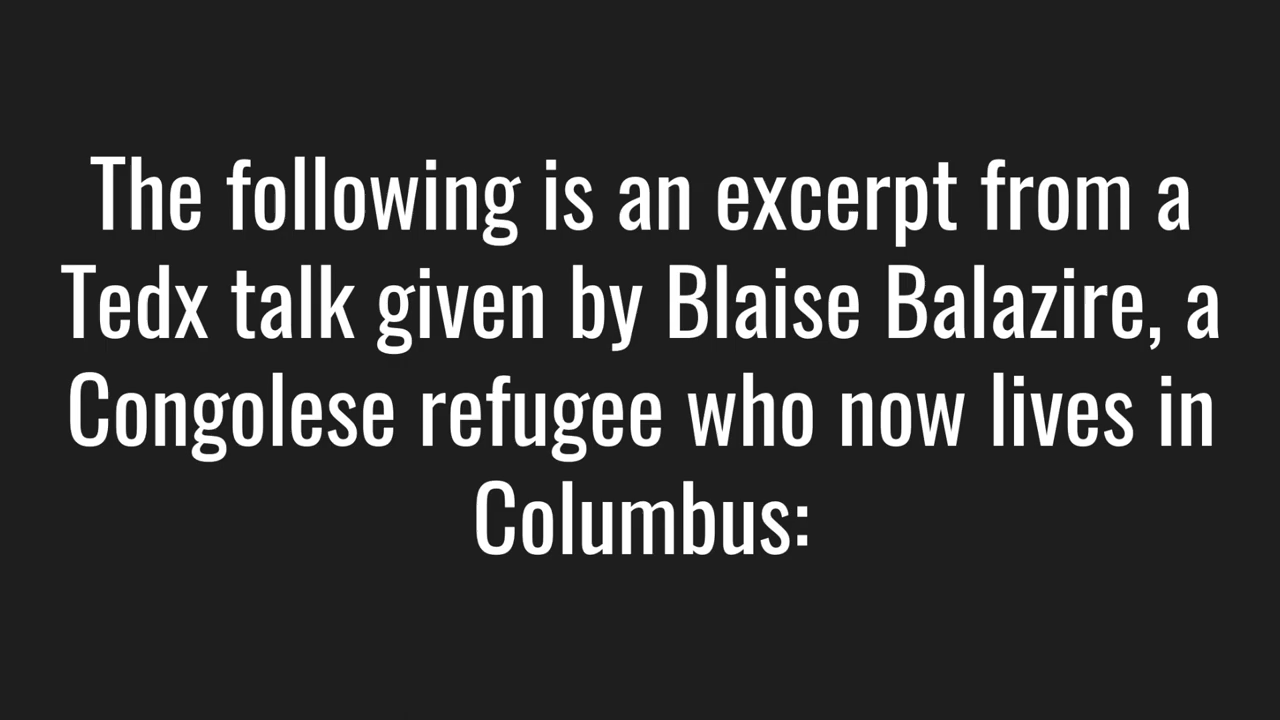 The following is an excerpt from a
Tedx talk given by Blaise Balazire, a
Congolese refugee who now lives in
Columbus: